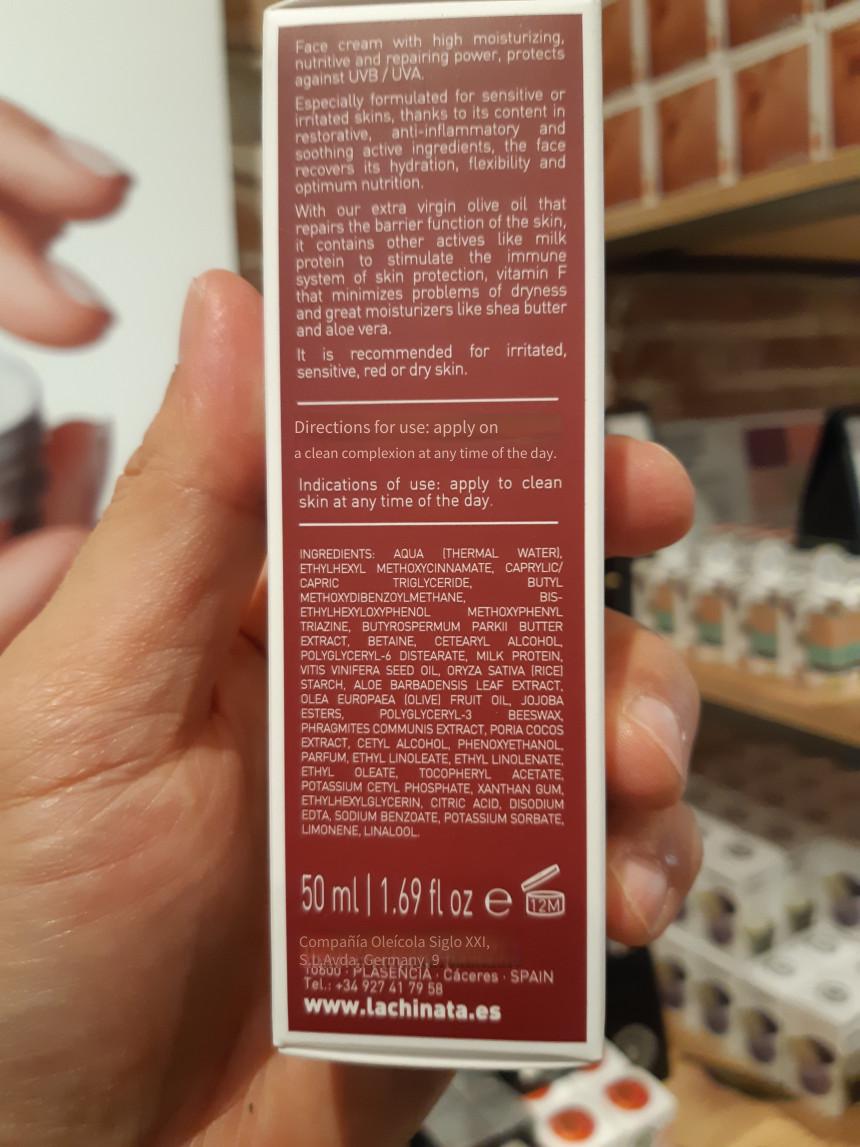 Face cream with high moisturizing,
nutritive and repairing power, protects
against UVB / UVA.
Especially formulated for sensitive or
irritated skins, thanks to its content in
restorative, anti-inflammatory and
soothing active ingredients, the face
recovers its hydration, flexibility and
optimum nutrition.
With our extra virgin olive oil that
repairs the barrier function of the skin,
it contains other actives like milk
protein to stimulate the immune
system of skin protection, vitamin F
that minimizes problems of dryness
and great moisturizers like shea butter
and aloe vera.
It is recommended for irritated,
sensitive, red or dry skin.
Directions for use: apply on
a clean complexion at any time of the day.
Indications of use: apply to clean
skin at any time of the day.
INGREDIENTS: AQUA (THERMAL WATER),
ETHYLHEXYL METHOXYCINNAMATE, CAPRYLIC/
CAPRIC TRIGLYCERIDE, BUTYL
METHOXYDIBENZOYLMETHANE, BIS-
ETHYLHEXYLOXYPHENOL METHOXYPHENYL
TRIAZINE, BUTYROSPERMUM PARKII BUTTER
EXTRACT, BETAINE, CETEARYL ALCOHOL,
POLYGLYCERYL-6 DISTEARATE, MILK PROTEIN,
VITIS VINIFERA SEED OIL, ORYZA SATIVA (RICE)
STARCH, ALOE BARBADENSIS LEAF EXTRACT,
OLEA EUROPAEA (OLIVE) FRUIT OIL, JOJOBA
ESTERS, POLYGLYCERYL-3 BEESWAX,
PHRAGMITES COMMUNIS EXTRACT, PORIA COCOS
EXTRACT, CETYL ALCOHOL, PHENOXYETHANOL,
PARFUM, ETHYL LINOLEATE, ETHYL LINOLENATE,
ETHYL OLEATE, TOCOPHERYL ACETATE,
POTASSIUM CETYL PHOSPHATE, XANTHAN GUM,
ETHYLHEXYLGLYCERIN, CITRIC ACID, DISODIUM
EDTA, SODIUM BENZOATE, POTASSIUM SORBATE,
LIMONENE, LINALOOL.
50 ml | 1.69 fl oz e 12M
Compañía Oleícola Siglo XXI,
S.L.Avda, Germany, 9
10600 · PLASENCIA · Cáceres · SPAIN
Tel.: +34 927 41 79 58
www.lachinata.es